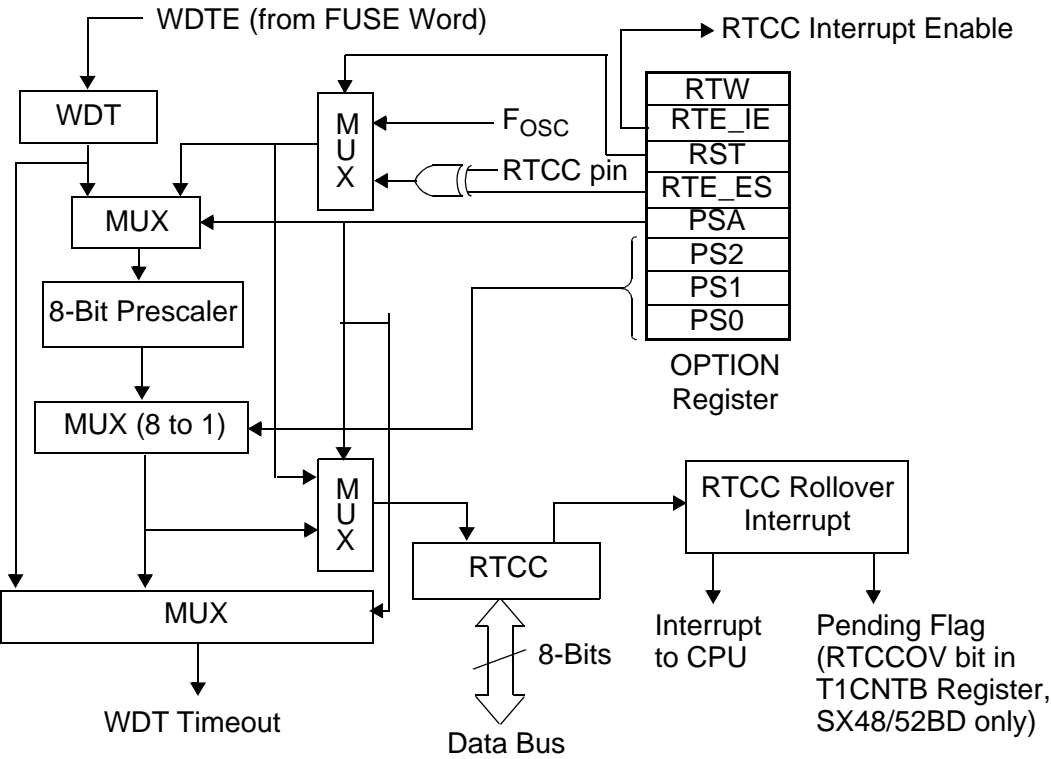 WDTE (from FUSE Word)
RTCC Interrupt Enable
WDT
M
U
X
FOSC
RTCC pin
RTW
RTE_IE
RST
RTE_ES
PSA
PS2
PS1
PS0
OPTION
Register
MUX
8-Bit Prescaler
MUX (8 to 1)
M
U
X
RTCC
RTCC Rollover
Interrupt
MUX
8-Bits
Interrupt
to CPU
Pending Flag
(RTCCOV bit in
T1CNTB Register,
SX48/52BD only)
WDT Timeout
Data Bus